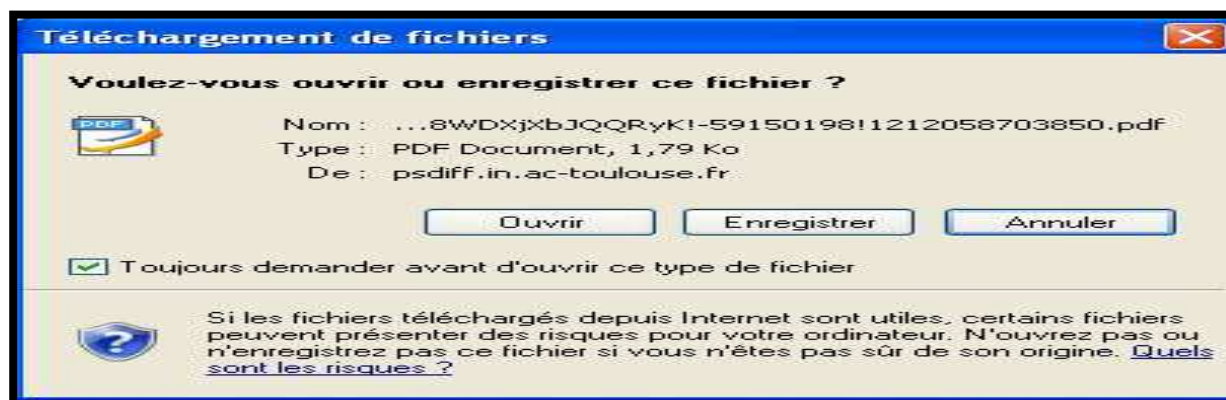 Téléchargement de fichiers
Voulez-vous ouvrir ou enregistrer ce fichier ?
PDF
Nom : ...8WDXjXbJQQRyK!-59150198!1212058703850.pdf
Type : PDF Document, 1,79 Ko
De : psdiff.in.ac-toulouse.fr
Ouvrir Enregistrer Annuler
Toujours demander avant d'ouvrir ce type de fichier
Si les fichiers téléchargés depuis Internet sont utiles, certains fichiers
peuvent présenter des risques pour votre ordinateur. N'ouvrez pas ou
n'enregistrez pas ce fichier si vous n'êtes pas sûr de son origine. Quels
sont les risques ?